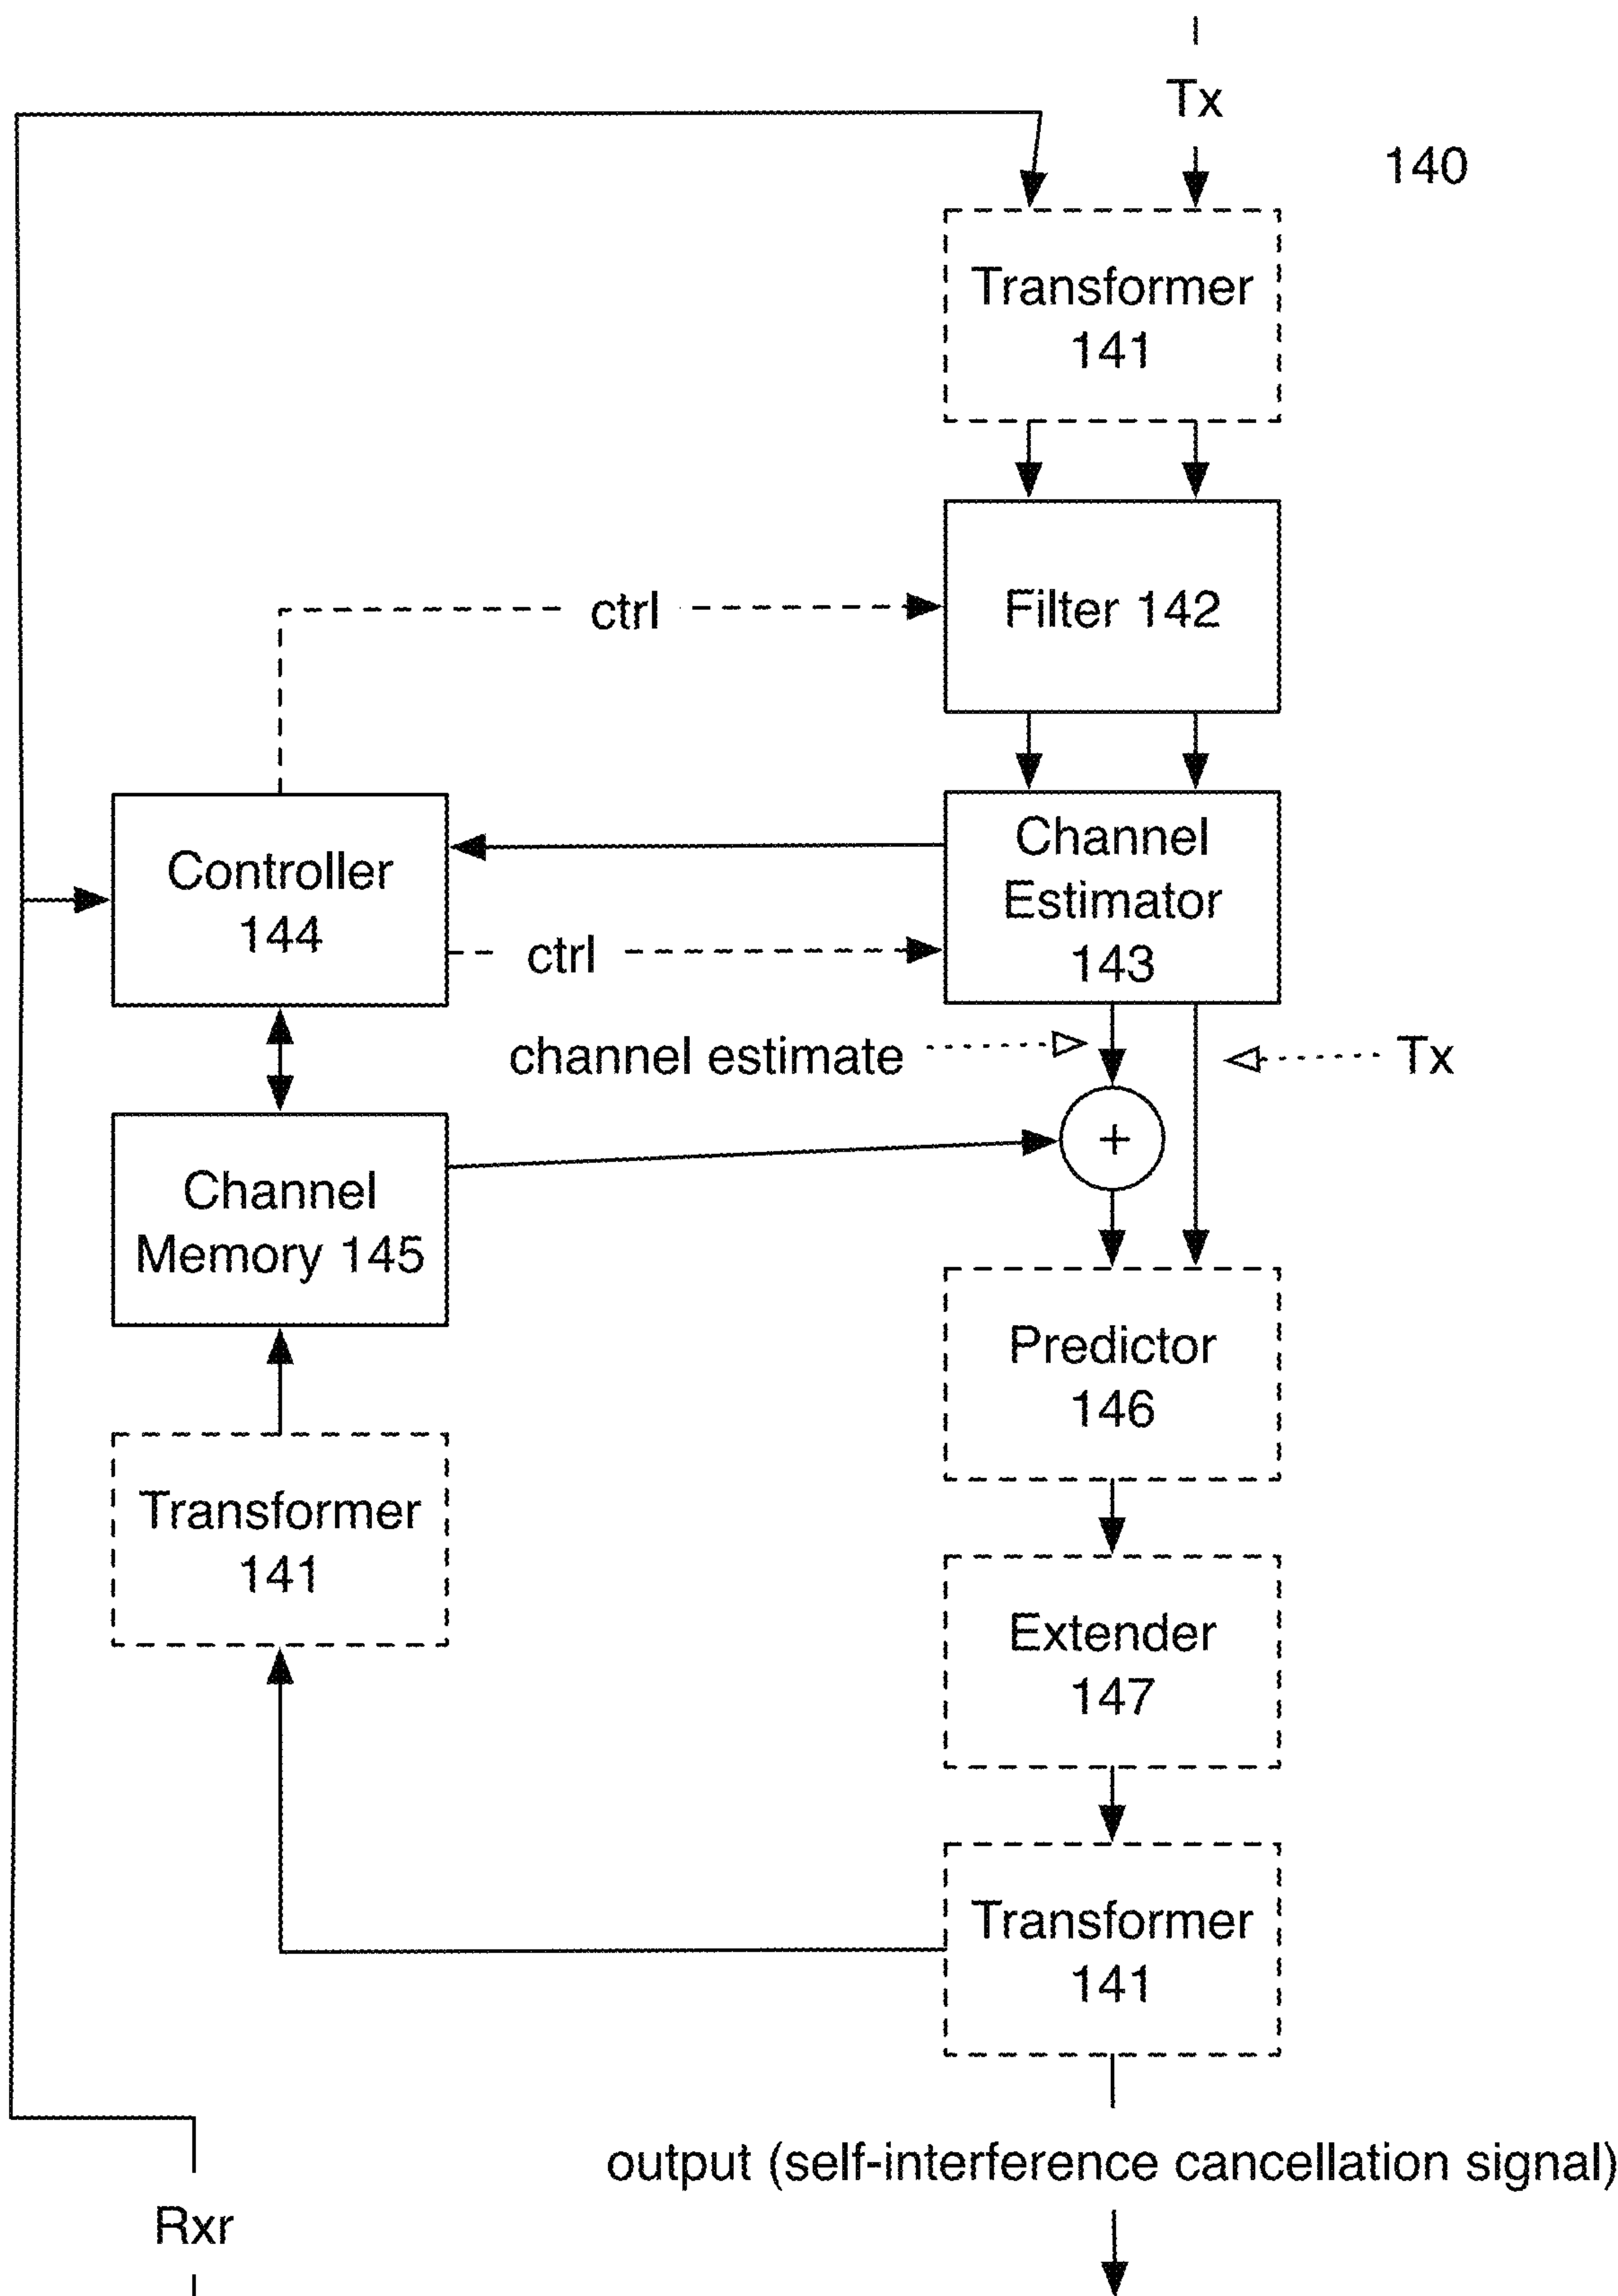 Tx
140
Transformer
141
ctrl
Filter 142
Controller
144
Channel
Estimator
143
ctrl
channel estimate
Tx
+
Channel
Memory 145
Predictor
146
Transformer
141
Extender
147
Transformer
141
output (self-interference cancellation signal)
Rxr